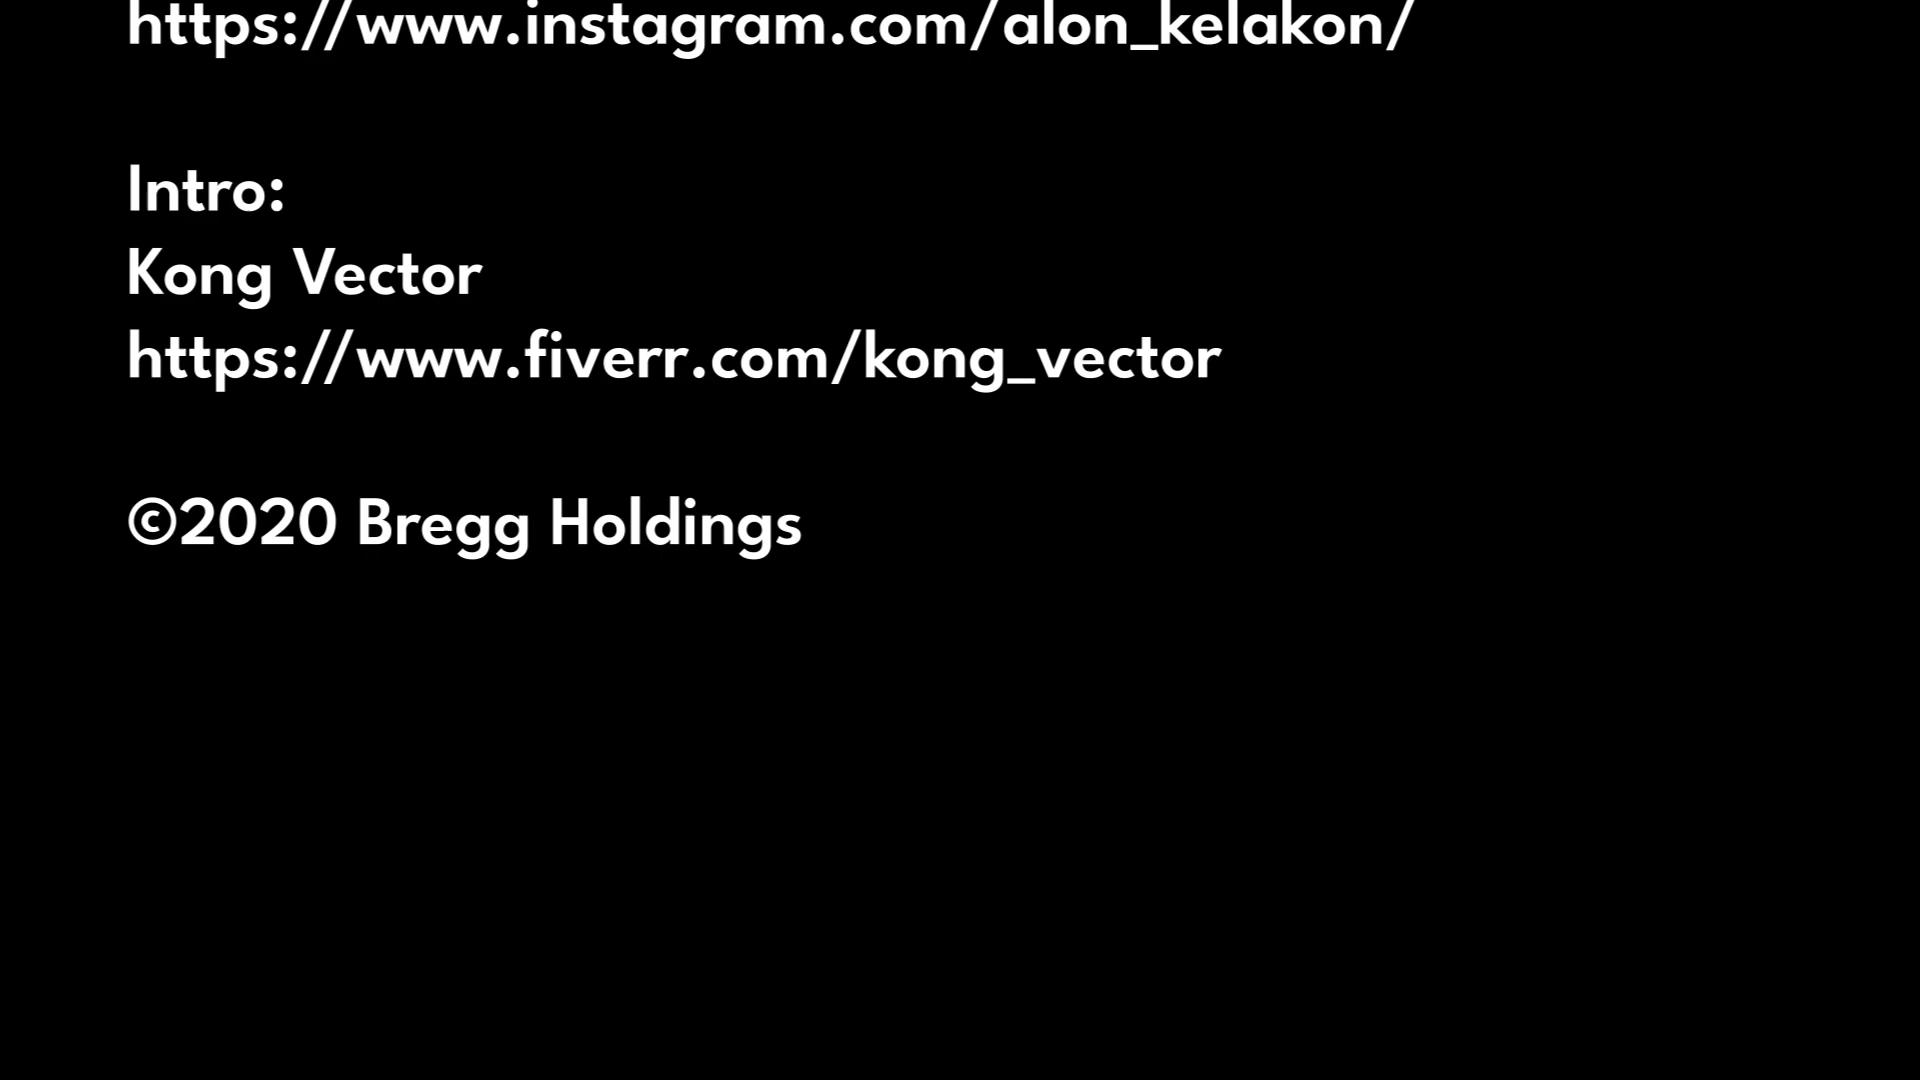 https://www.instagram.com/alon_kelakon/
Intro:
Kong Vector
https://www.fiverr.com/kong_vector
©2020 Bregg Holdings